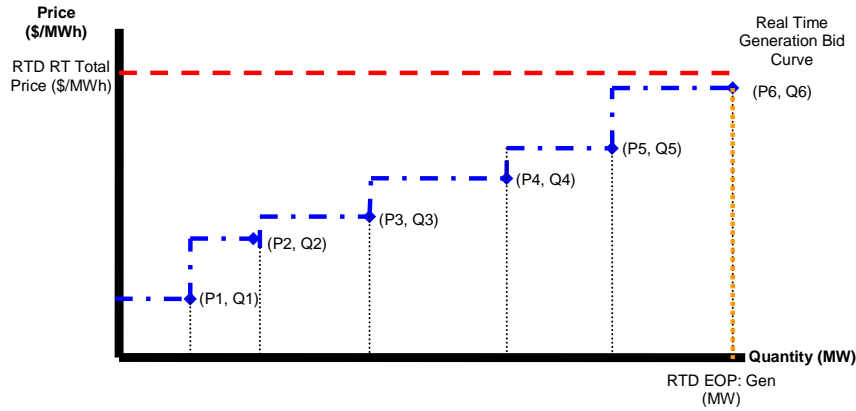 Price
($/MWh)
Real Time
Generation Bid
Curve
RTD RT Total
Price ($/MWh)
(P6, Q6)
(P5, Q5)
(P4, Q4)
(P3, Q3)
(P2, Q2)
(P1, Q1)
Quantity (MW)
RTD EOP: Gen
(MW)